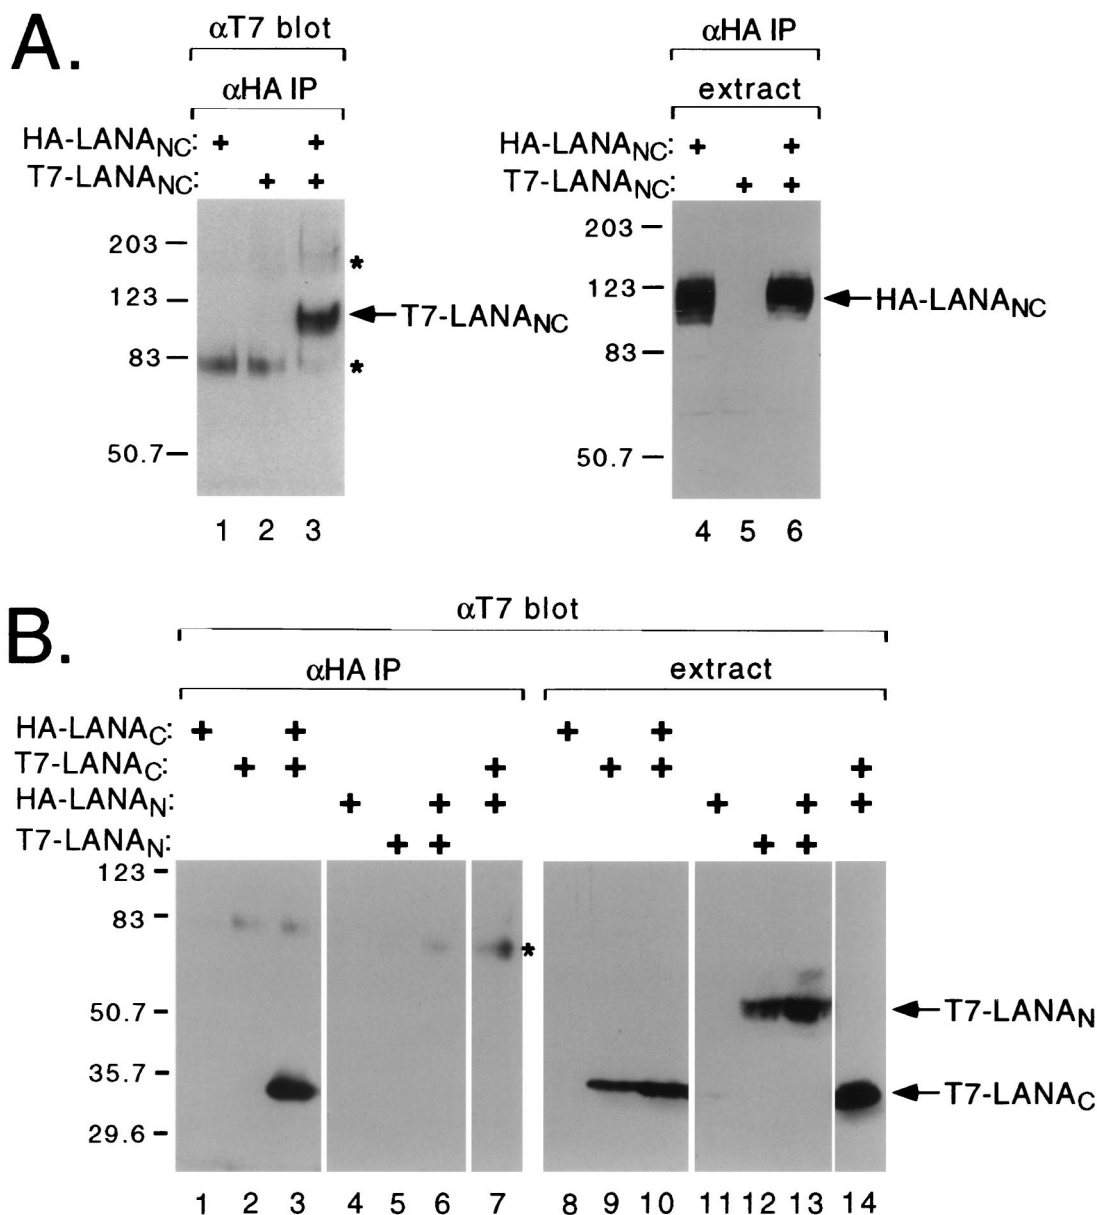 A.
αT7 blot
αHA IP
HA-LANANC: + +
T7-LANANC: + +
203
123
83
50.7
*
T7-LANANC
*
1 2 3
αHA IP
extract
HA-LANANC: + +
T7-LANANC: + +
203
123
83
50.7
HA-LANANC
4 5 6
B.
αT7 blot
αHA IP extract
HA-LANAC: + + + +
T7-LANAC: + + + + + +
HA-LANAN: + + + + + +
T7-LANAN: + + + +
123
83
50.7
35.7
29.6
*
T7-LANAN
T7-LANAC
1 2 3 4 5 6 7 8 9 10 11 12 13 14